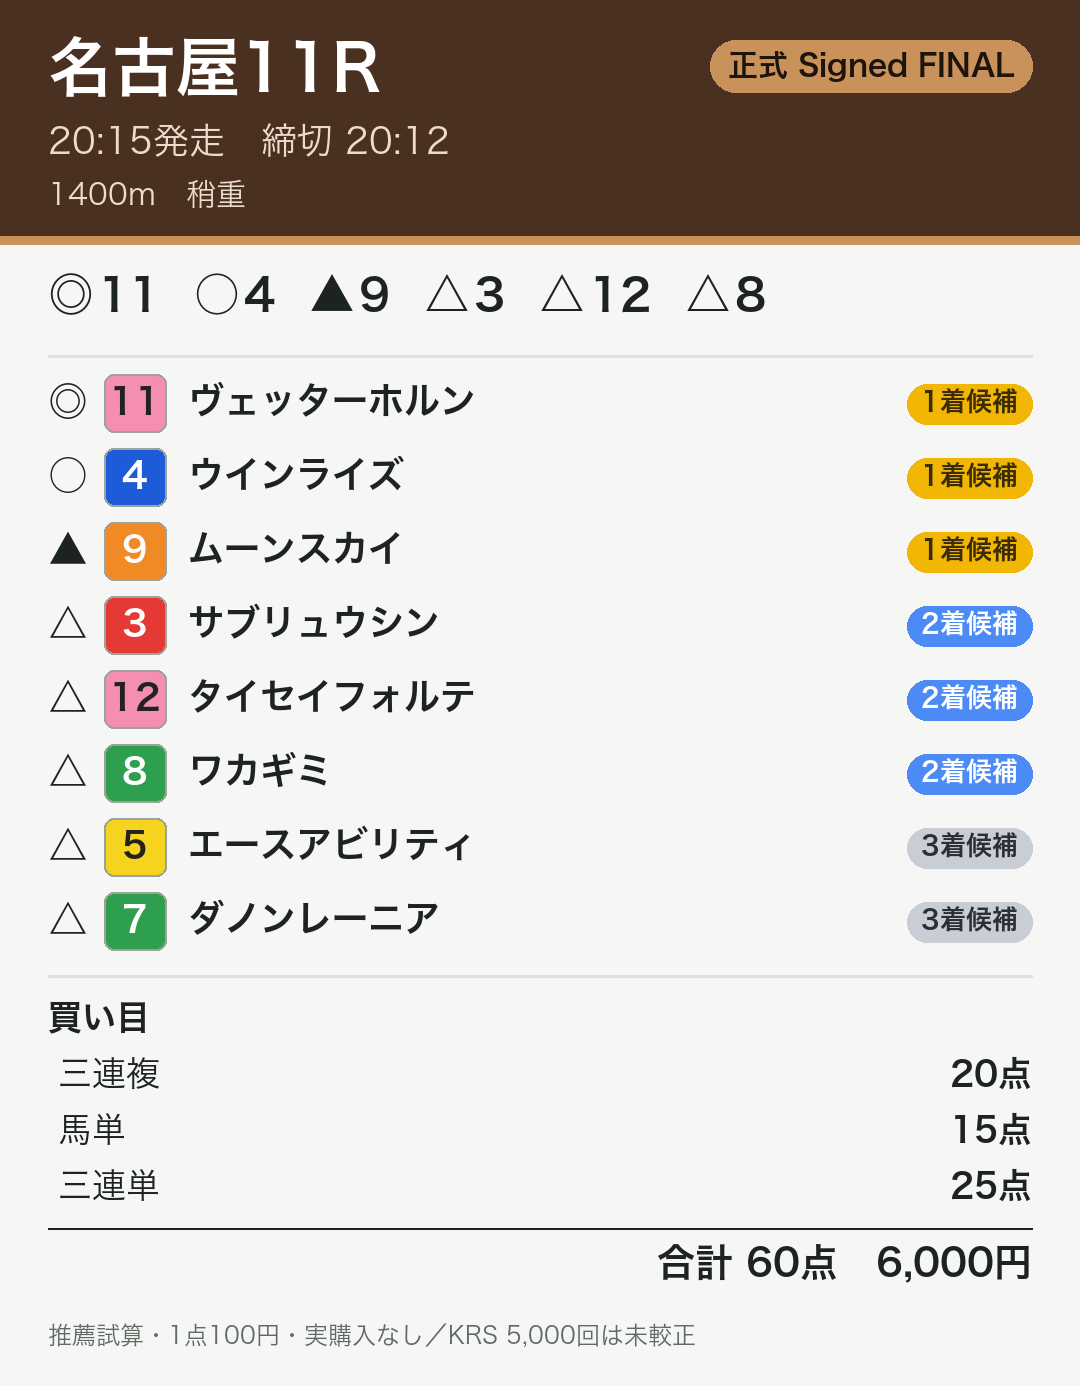 名古屋11R
正式 Signed FINAL
20:15発走　締切 20:12
1400m　稍重
◎11 ○4 ▲9 △3 △12 △8
◎ 11 ヴェッターホルン 1着候補
○ 4 ウインライズ 1着候補
▲ 9 ムーンスカイ 1着候補
△ 3 サブリュウシン 2着候補
△ 12 タイセイフォルテ 2着候補
△ 8 ワカギミ 2着候補
△ 5 エースアビリティ 3着候補
△ 7 ダノンレーニア 3着候補
買い目
三連複 20点
馬単 15点
三連単 25点
合計 60点　6,000円
推薦試算・1点100円・実購入なし／KRS 5,000回は未較正